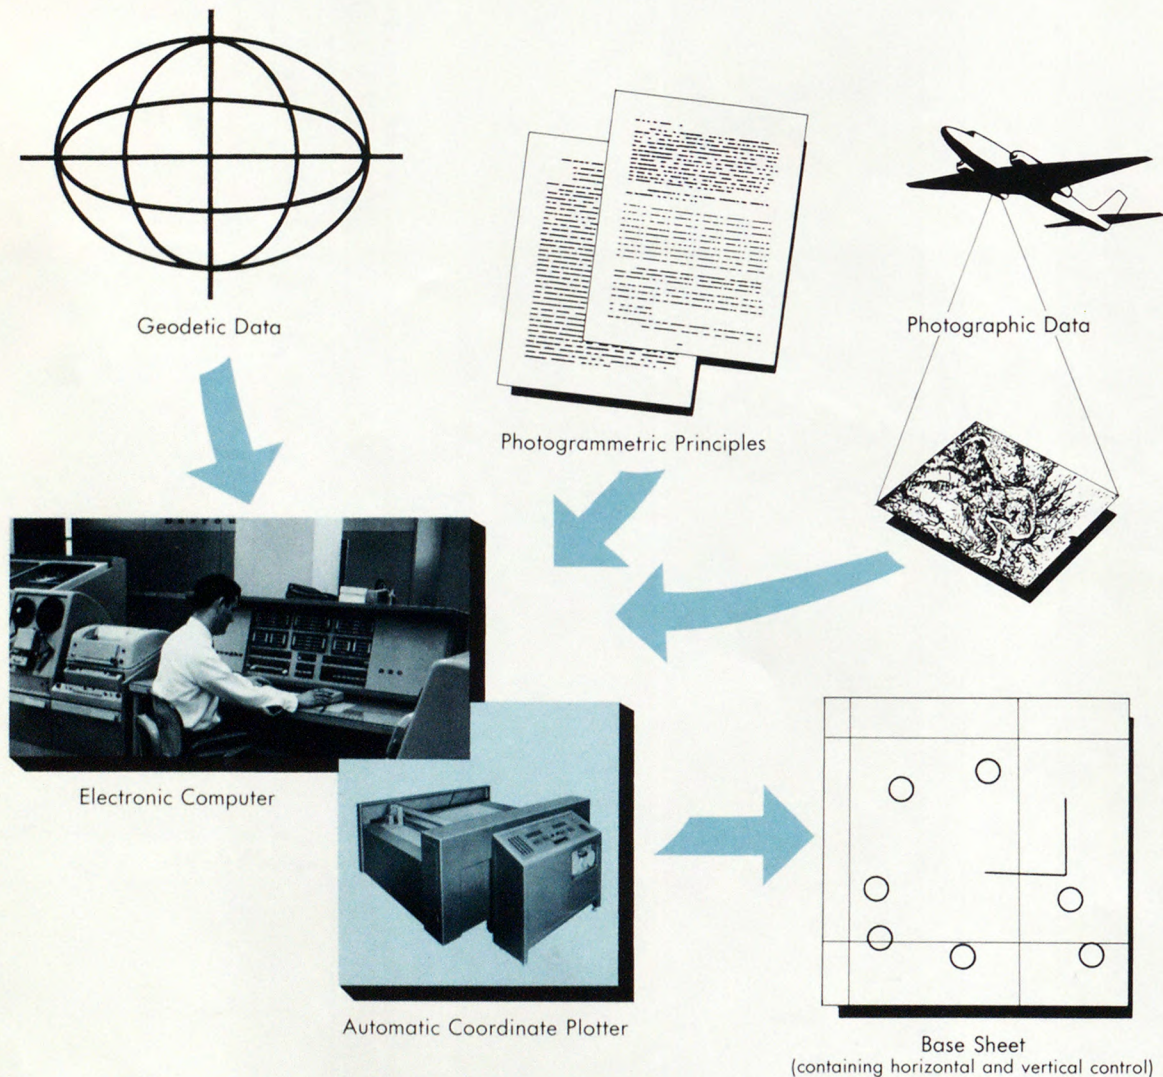 Geodetic Data
Photogrammetric Principles
Photographic Data
Electronic Computer
Automatic Coordinate Plotter
Base Sheet
(containing horizontal and vertical control)